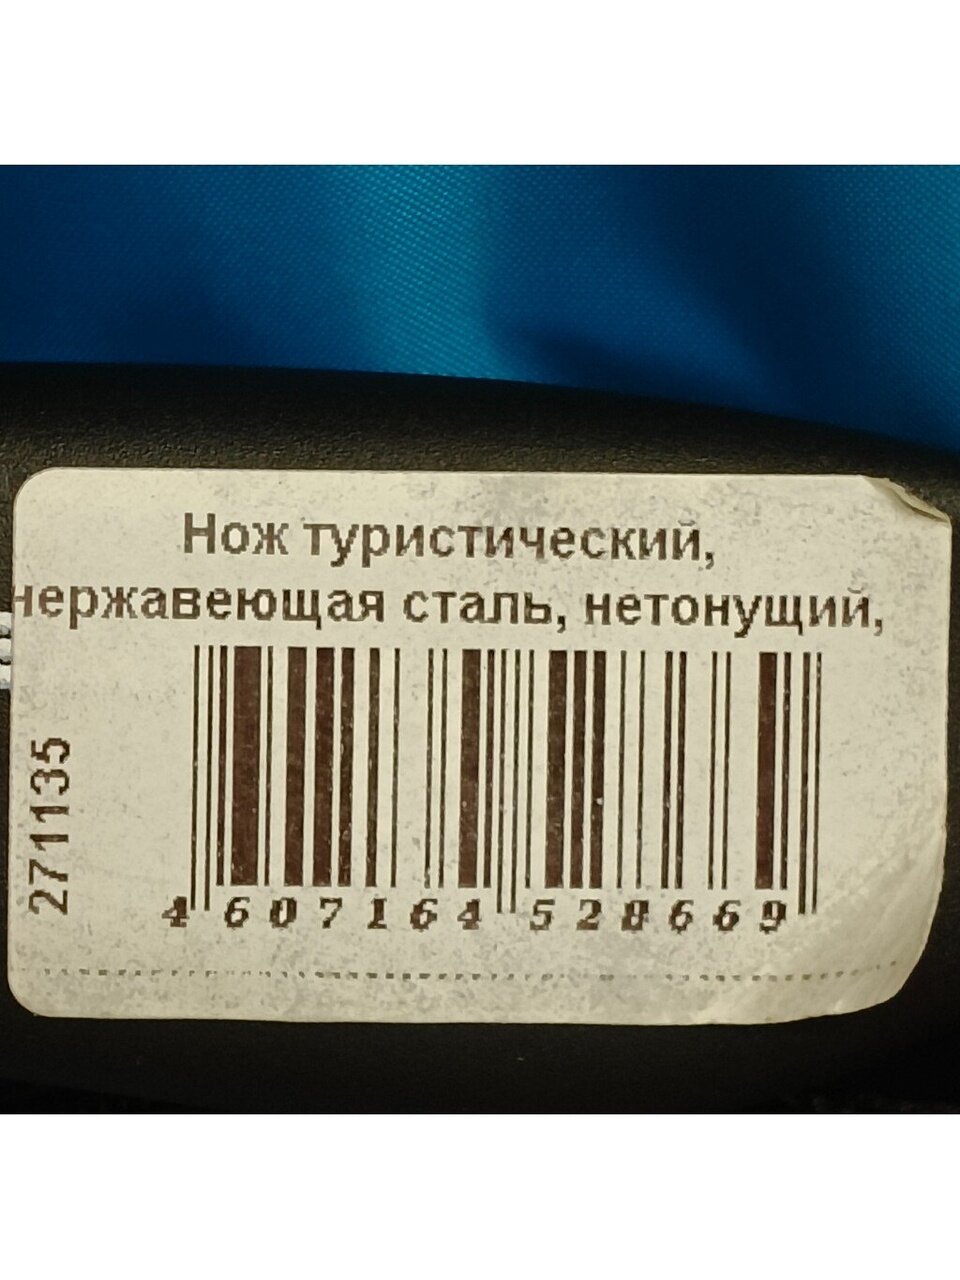 Нож туристический,
нержавеющая сталь, нетонущий,
271135
4 607164 528669